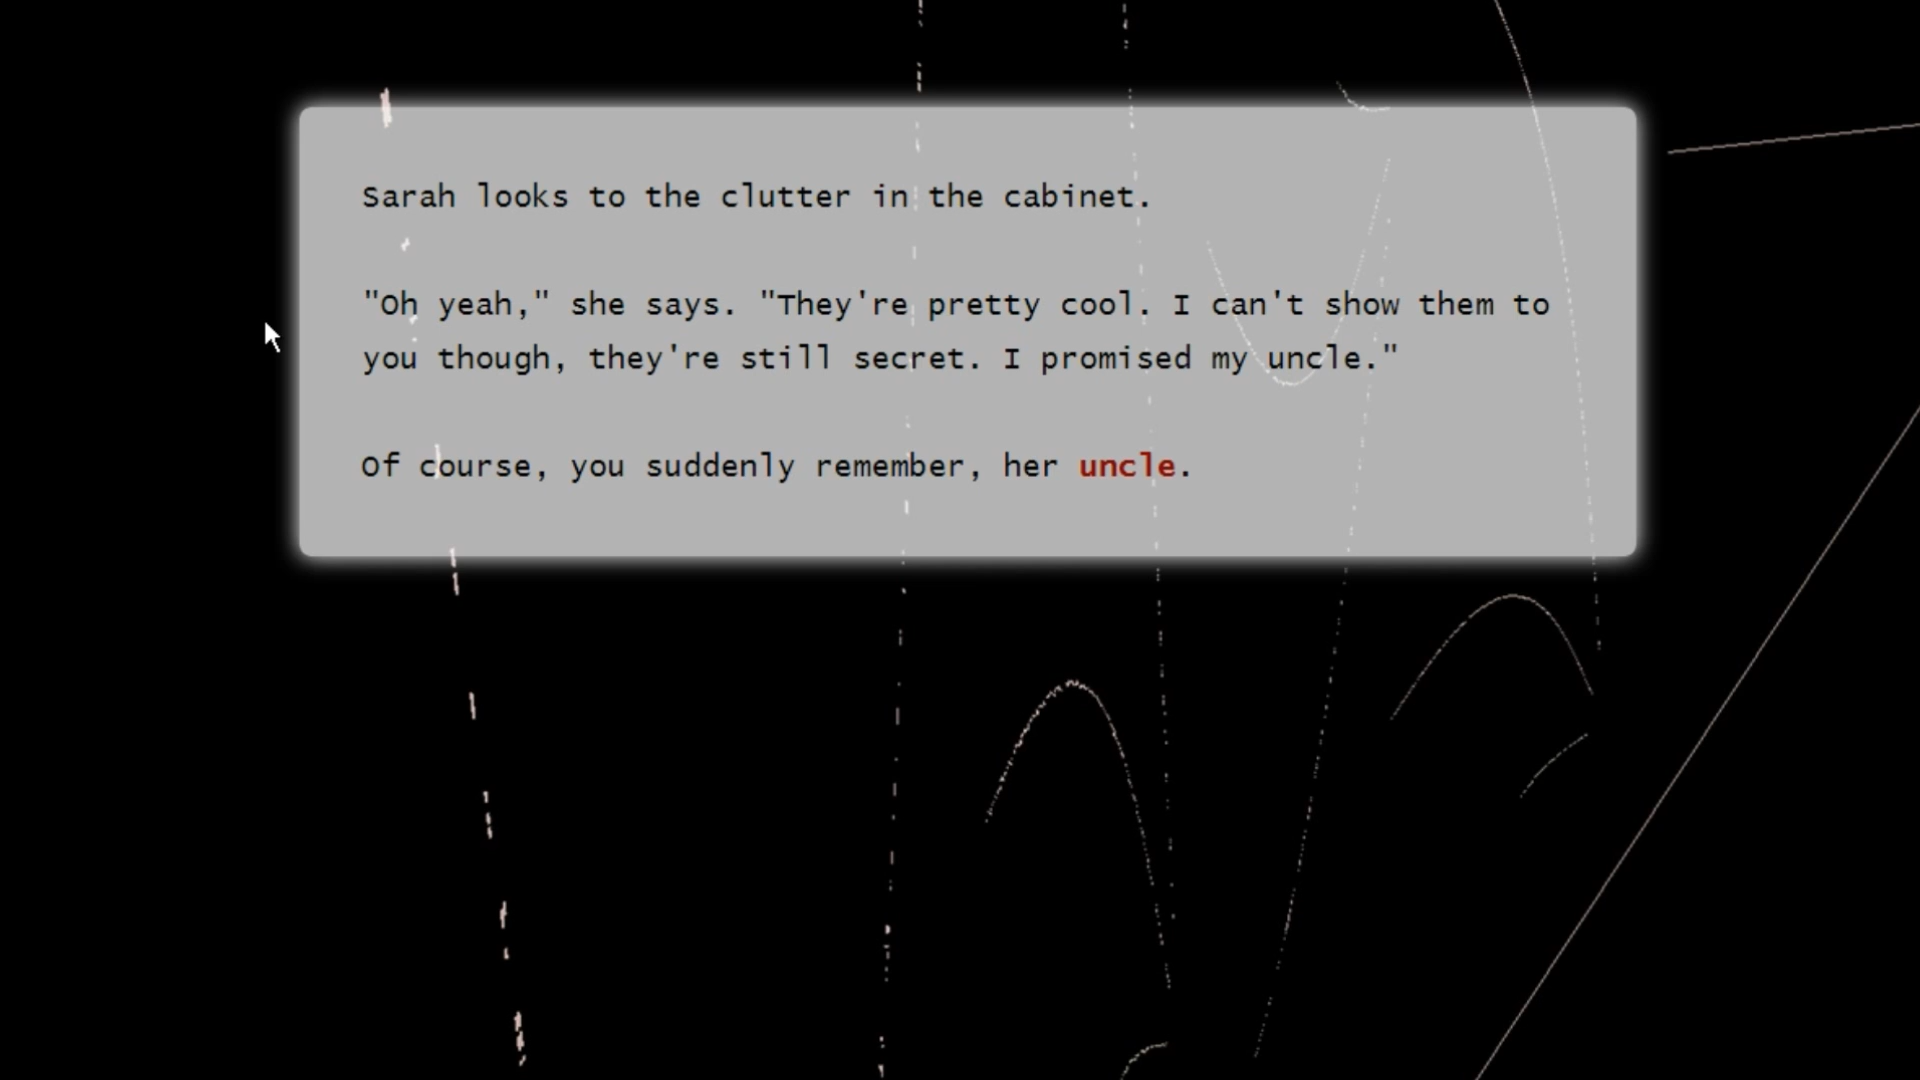 Sarah looks to the clutter in the cabinet.
"Oh yeah," she says. "They're pretty cool. I can't show them to
you though, they're still secret. I promised my uncle."
Of course, you suddenly remember, her uncle.